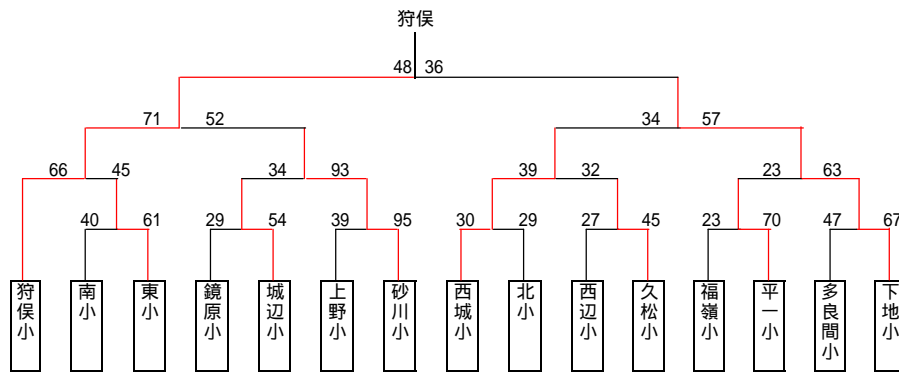 狩俣
48 36
71 52 34 57
66 45 34 93 39 32 23 63
40 61 29 54 39 95 30 29 27 45 23 70 47 67
狩俣小
南小
東小
鏡原小
城辺小
上野小
砂川小
西城小
北小
西辺小
久松小
福嶺小
平一小
多良間小
下地小